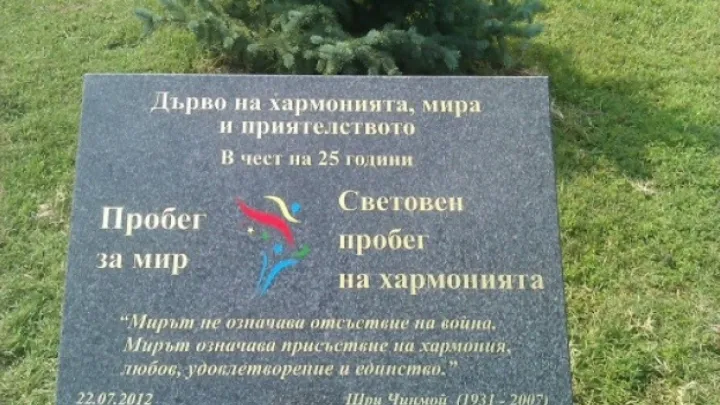 Дърво на хармонията, мира
и приятелството
В чест на 25 години
Пробег
за мир
Световен
пробег
на хармонията
“Мирът не означава отсъствие на война.
Мирът означава присъствие на хармония,
любов, удовлетворение и единство.”
22.07.2012 Шри Чинмой (1931 - 2007)